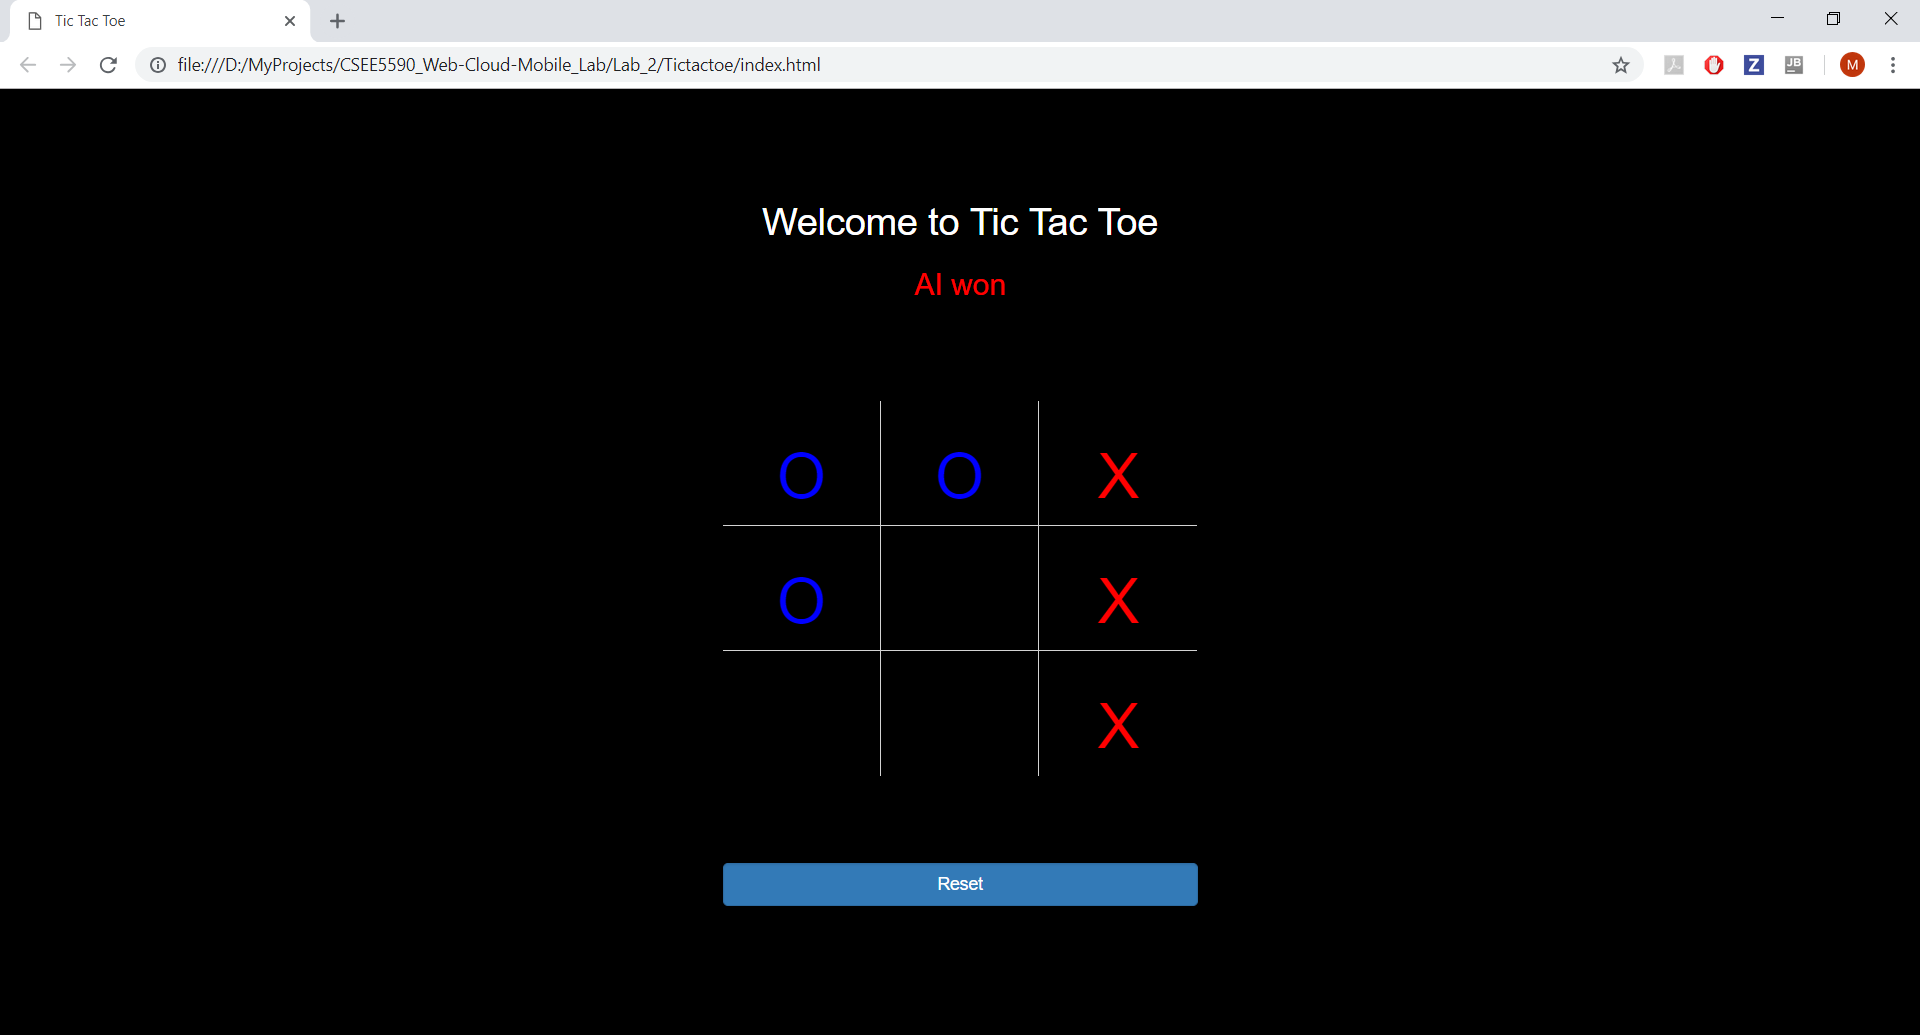 Tic Tac Toe
file:///D:/MyProjects/CSEE5590_Web-Cloud-Mobile_Lab/Lab_2/Tictactoe/index.html
Z
JB
M
Welcome to Tic Tac Toe
AI won
O O X
O X
X
Reset